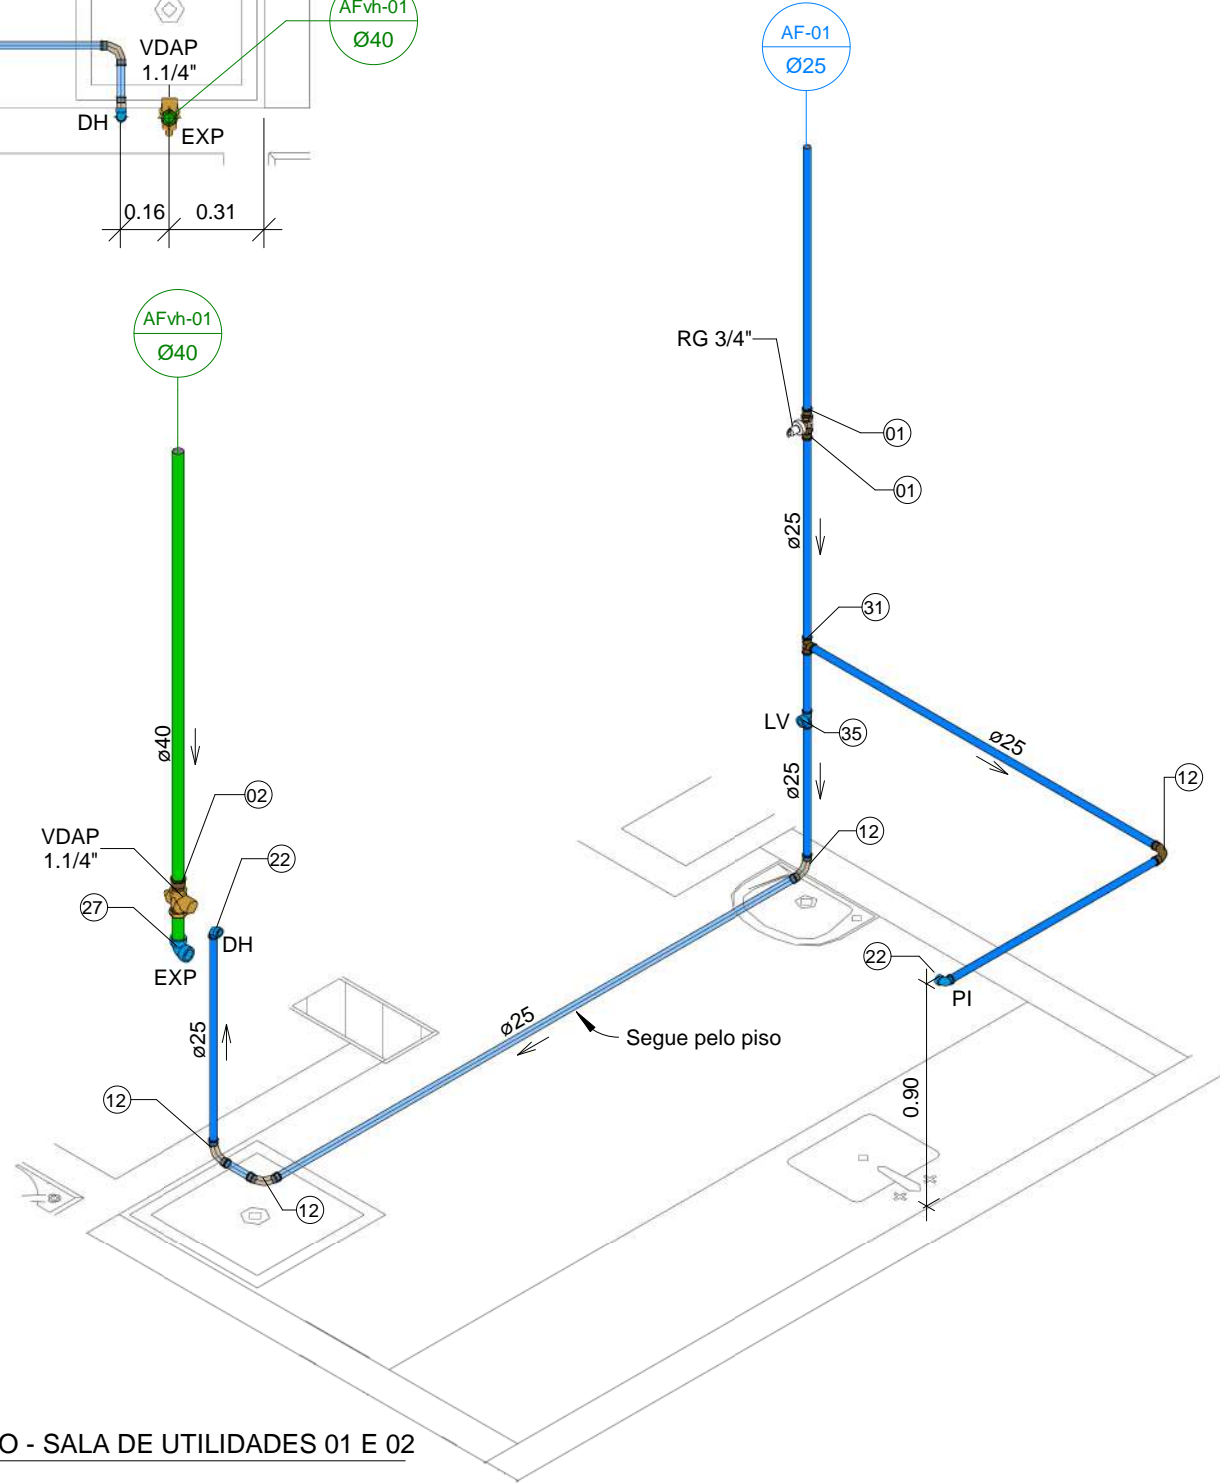 AFvh-01
Ø40
VDAP
1.1/4"
DH
EXP
0.16
0.31
AF-01
Ø25
AFvh-01
Ø40
RG 3/4"
01
01
ø25
31
LV
35
ø25
ø25
12
12
ø40
02
VDAP
1.1/4"
22
27
DH
EXP
22
PI
ø25
Segue pelo piso
ø25
0.90
12
12
O - SALA DE UTILIDADES 01 E 02